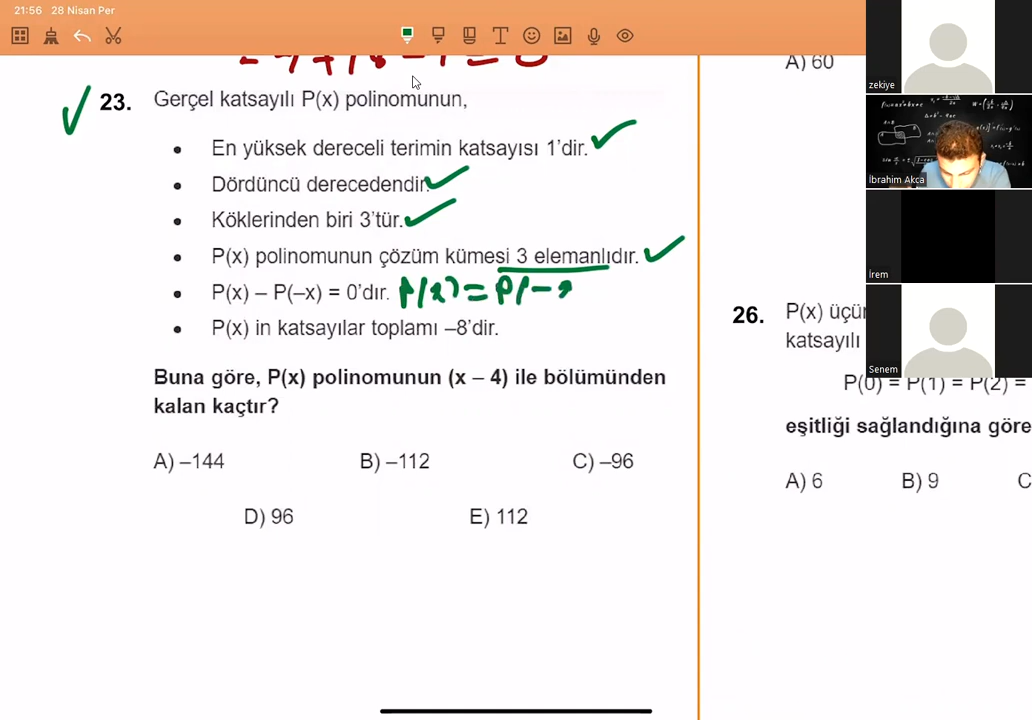 21:56 28 Nisan Per
23. Gerçel katsayılı P(x) polinomunun,
• En yüksek dereceli terimin katsayısı 1'dir.
• Dördüncü derecedendir.
• Köklerinden biri 3'tür.
• P(x) polinomunun çözüm kümesi 3 elemanlıdır.
• P(x) – P(–x) = 0'dır. P(x) = P(-x
• P(x) in katsayılar toplamı –8'dir.
Buna göre, P(x) polinomunun (x – 4) ile bölümünden
kalan kaçtır?
A) –144 B) –112 C) –96
D) 96 E) 112
A) 60
26. P(x) üçün
katsayılı
P(0) = P(1) = P(2) =
eşitliği sağlandığına göre
A) 6 B) 9 C
zekiye
İbrahim Akca
İrem
Senem